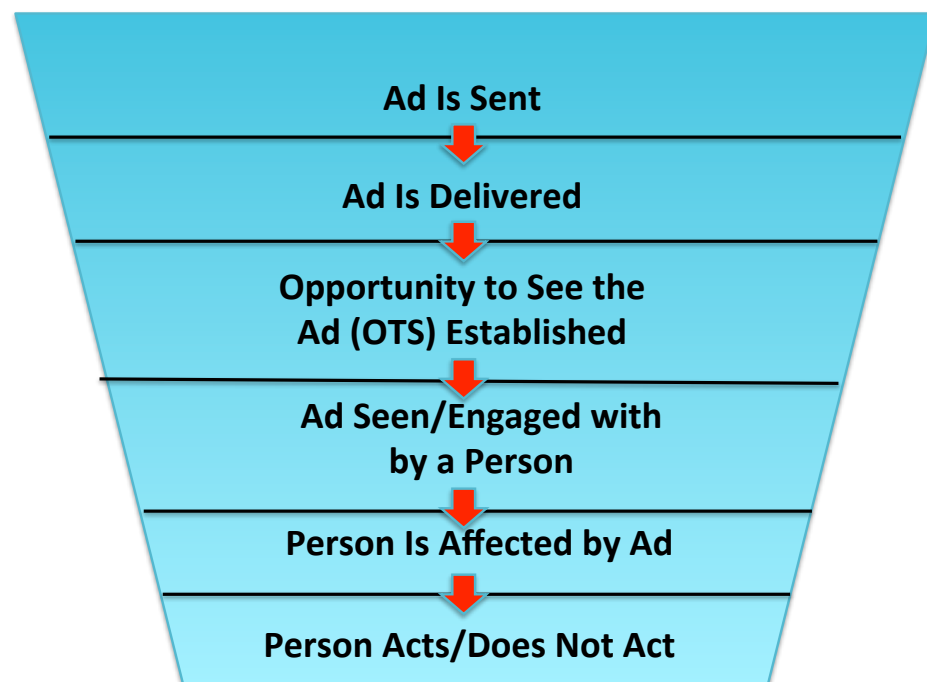 Ad Is Sent
Ad Is Delivered
Opportunity to See the
Ad (OTS) Established
Ad Seen/Engaged with
by a Person
Person Is Affected by Ad
Person Acts/Does Not Act